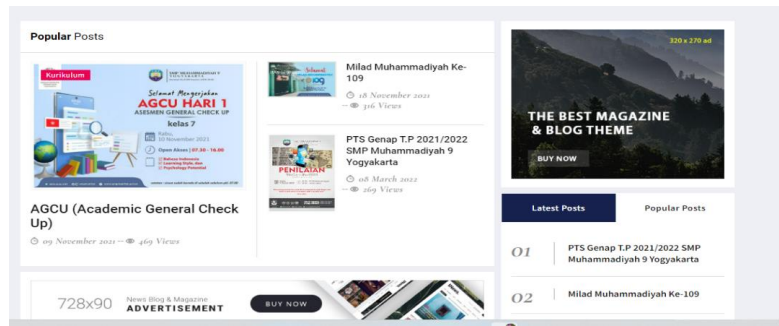 Popular Posts
Kurikulum
Selamat Mengerjakan
AGCU HARI 1
ASESMEN GENERAL CHECK UP
kelas 7
Rabu,
10 November 2021
Open Akses | 07.30 - 16.00
Bahasa Indonesia
Learning Style, dan
Psychology Potential
AGCU (Academic General Check
Up)
09 November 2021 – 469 Views
Milad Muhammadiyah Ke-
109
18 November 2021
– 316 Views
PENILAIAN
PTS Genap T.P 2021/2022
SMP Muhammadiyah 9
Yogyakarta
08 March 2022
– 269 Views
728x90
News Blog & Magazine
ADVERTISEMENT
BUY NOW
320 x 270 ad
THE BEST MAGAZINE
& BLOG THEME
BUY NOW
Latest Posts
Popular Posts
01
PTS Genap T.P 2021/2022 SMP
Muhammadiyah 9 Yogyakarta
02
Milad Muhammadiyah Ke-109